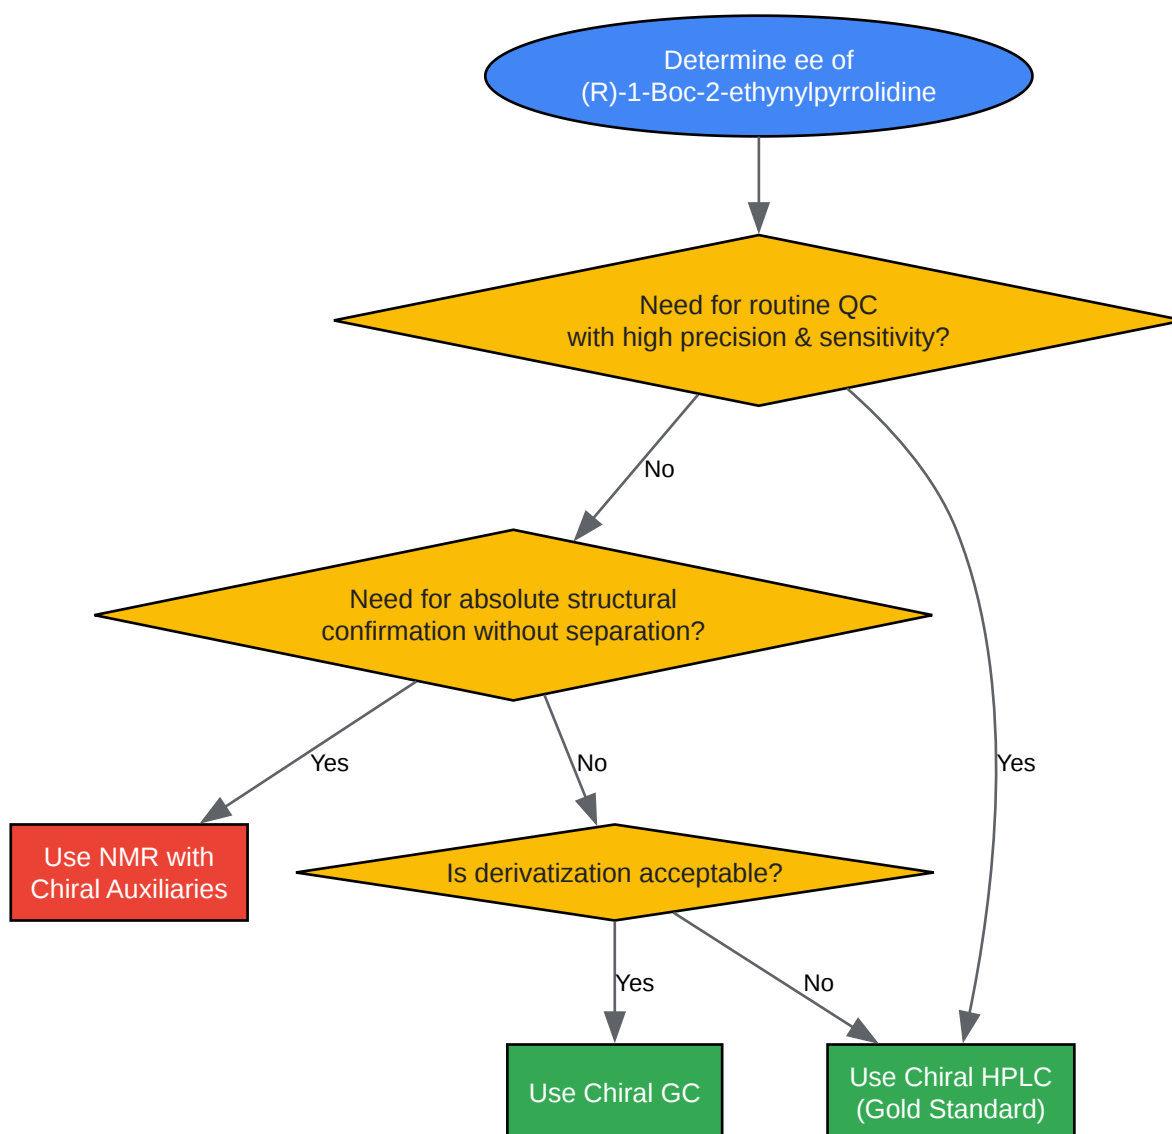 Determine ee of
(R)-1-Boc-2-ethynylpyrrolidine
Need for routine QC
with high precision & sensitivity?
No
Need for absolute structural
confirmation without separation?
Yes
No
Yes
Use NMR with
Chiral Auxiliaries
Is derivatization acceptable?
Yes
No
Use Chiral GC
Use Chiral HPLC
(Gold Standard)